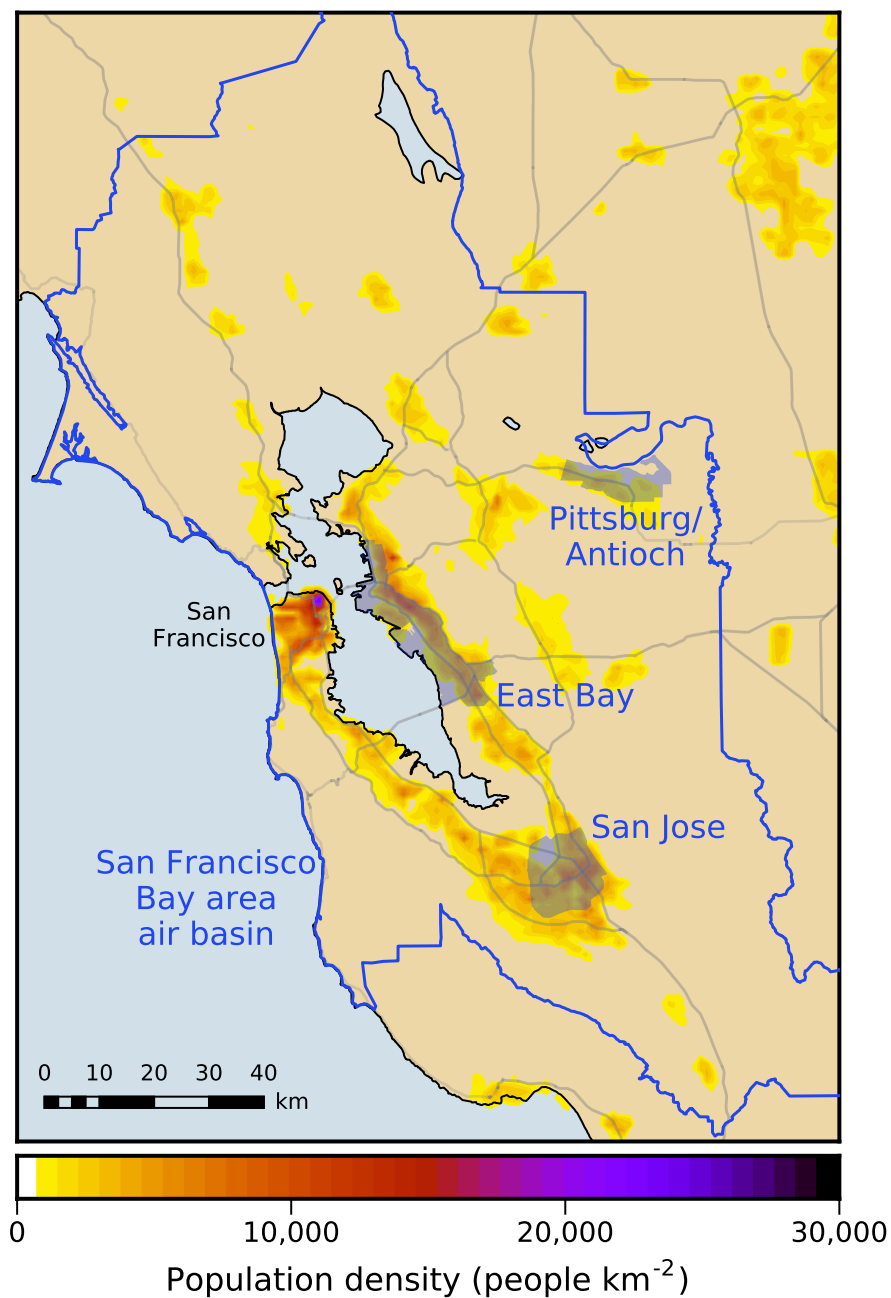 Pittsburg/
Antioch
San
Francisco
East Bay
San Jose
San Francisco
Bay area
air basin
0 10 20 30 40
km
0 10,000 20,000 30,000
Population density (people km⁻²)